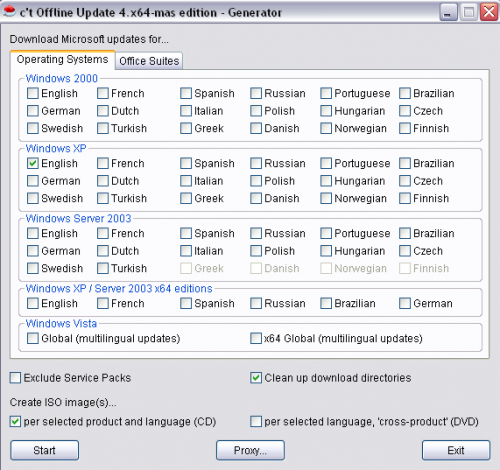 c't Offline Update 4.x64-mas edition - Generator
Download Microsoft updates for...
Operating Systems Office Suites
Windows 2000
English French Spanish Russian Portuguese Brazilian
German Dutch Italian Polish Hungarian Czech
Swedish Turkish Greek Danish Norwegian Finnish
Windows XP
English French Spanish Russian Portuguese Brazilian
German Dutch Italian Polish Hungarian Czech
Swedish Turkish Greek Danish Norwegian Finnish
Windows Server 2003
English French Spanish Russian Portuguese Brazilian
German Dutch Italian Polish Hungarian Czech
Swedish Turkish Greek Danish Norwegian Finnish
Windows XP / Server 2003 x64 editions
English French Spanish Russian Brazilian German
Windows Vista
Global (multilingual updates) x64 Global (multilingual updates)
Exclude Service Packs Clean up download directories
Create ISO image(s)...
per selected product and language (CD) per selected language, 'cross-product' (DVD)
Start Proxy... Exit